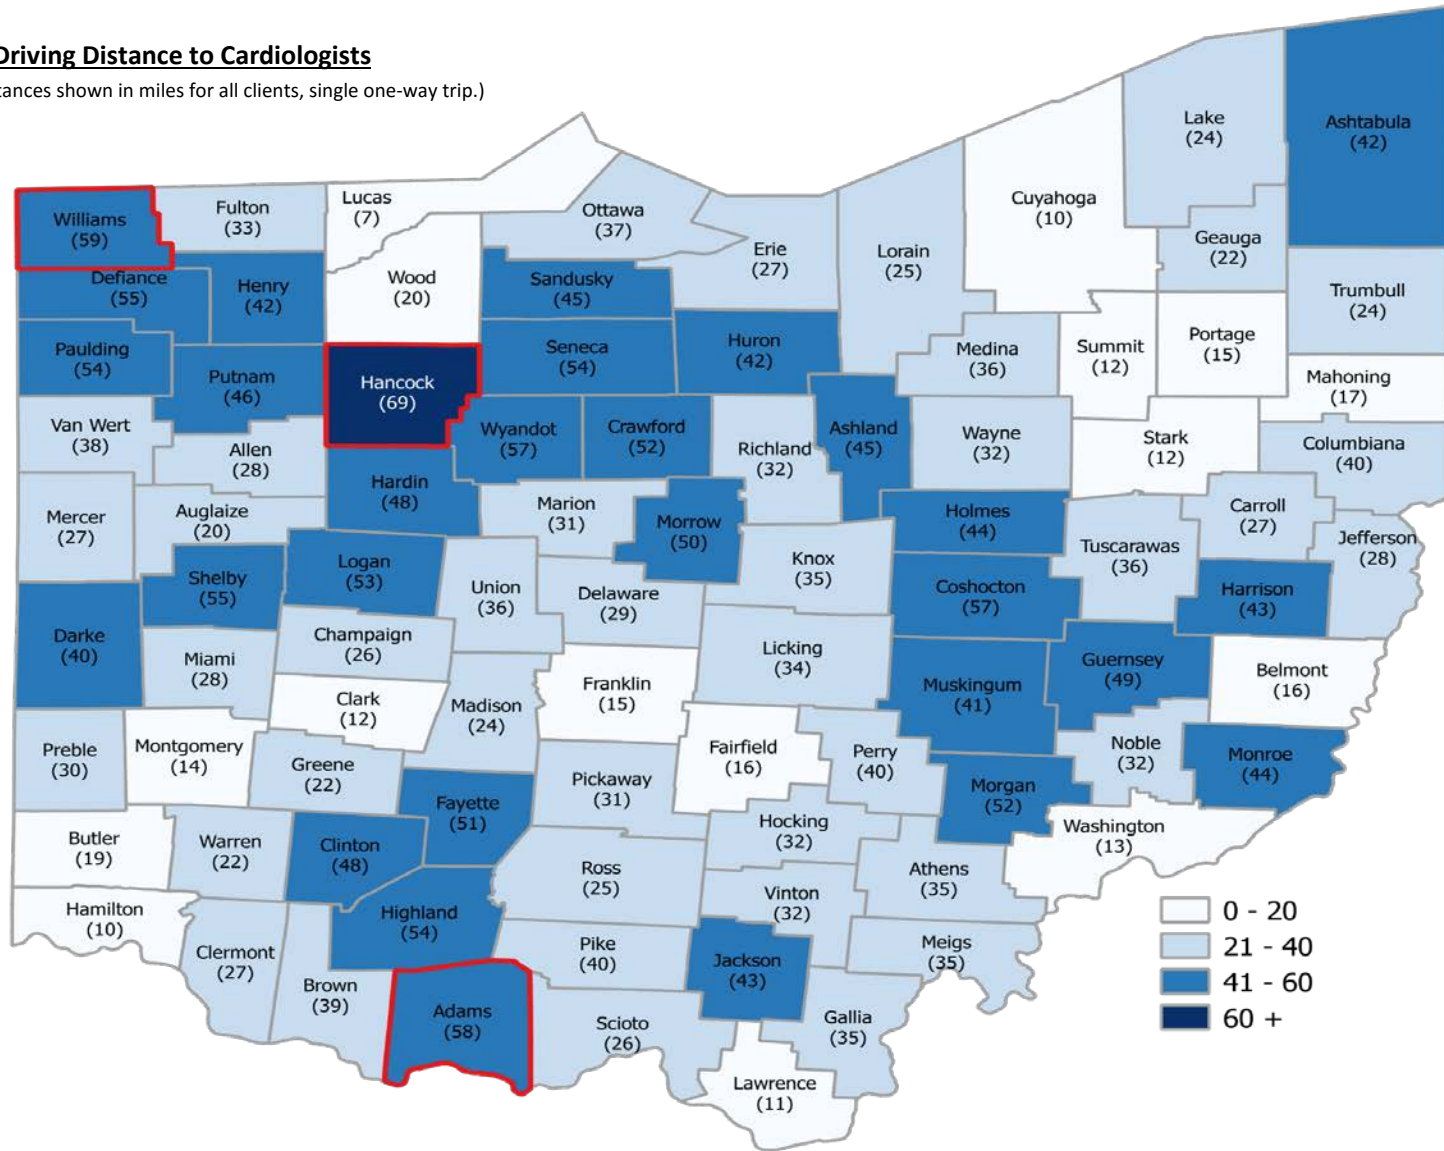 Driving Distance to Cardiologists
tances shown in miles for all clients, single one-way trip.)
Williams
(59)
Fulton
(33)
Lucas
(7)
Ottawa
(37)
Erie
(27)
Lorain
(25)
Cuyahoga
(10)
Lake
(24)
Ashtabula
(42)
Geauga
(22)
Defiance
(55)
Henry
(42)
Wood
(20)
Sandusky
(45)
Trumbull
(24)
Paulding
(54)
Putnam
(46)
Hancock
(69)
Seneca
(54)
Huron
(42)
Medina
(36)
Summit
(12)
Portage
(15)
Mahoning
(17)
Van Wert
(38)
Allen
(28)
Wyandot
(57)
Crawford
(52)
Richland
(32)
Ashland
(45)
Wayne
(32)
Stark
(12)
Columbiana
(40)
Mercer
(27)
Auglaize
(20)
Hardin
(48)
Marion
(31)
Morrow
(50)
Holmes
(44)
Carroll
(27)
Jefferson
(28)
Tuscarawas
(36)
Shelby
(55)
Logan
(53)
Union
(36)
Delaware
(29)
Knox
(35)
Coshocton
(57)
Harrison
(43)
Darke
(40)
Miami
(28)
Champaign
(26)
Licking
(34)
Guernsey
(49)
Belmont
(16)
Clark
(12)
Madison
(24)
Franklin
(15)
Muskingum
(41)
Preble
(30)
Montgomery
(14)
Greene
(22)
Pickaway
(31)
Fairfield
(16)
Perry
(40)
Noble
(32)
Monroe
(44)
Fayette
(51)
Morgan
(52)
Butler
(19)
Warren
(22)
Clinton
(48)
Hocking
(32)
Washington
(13)
Ross
(25)
Vinton
(32)
Athens
(35)
Hamilton
(10)
Clermont
(27)
Highland
(54)
Pike
(40)
Jackson
(43)
Meigs
(35)
Brown
(39)
Adams
(58)
Scioto
(26)
Gallia
(35)
Lawrence
(11)
0 - 20
21 - 40
41 - 60
60 +